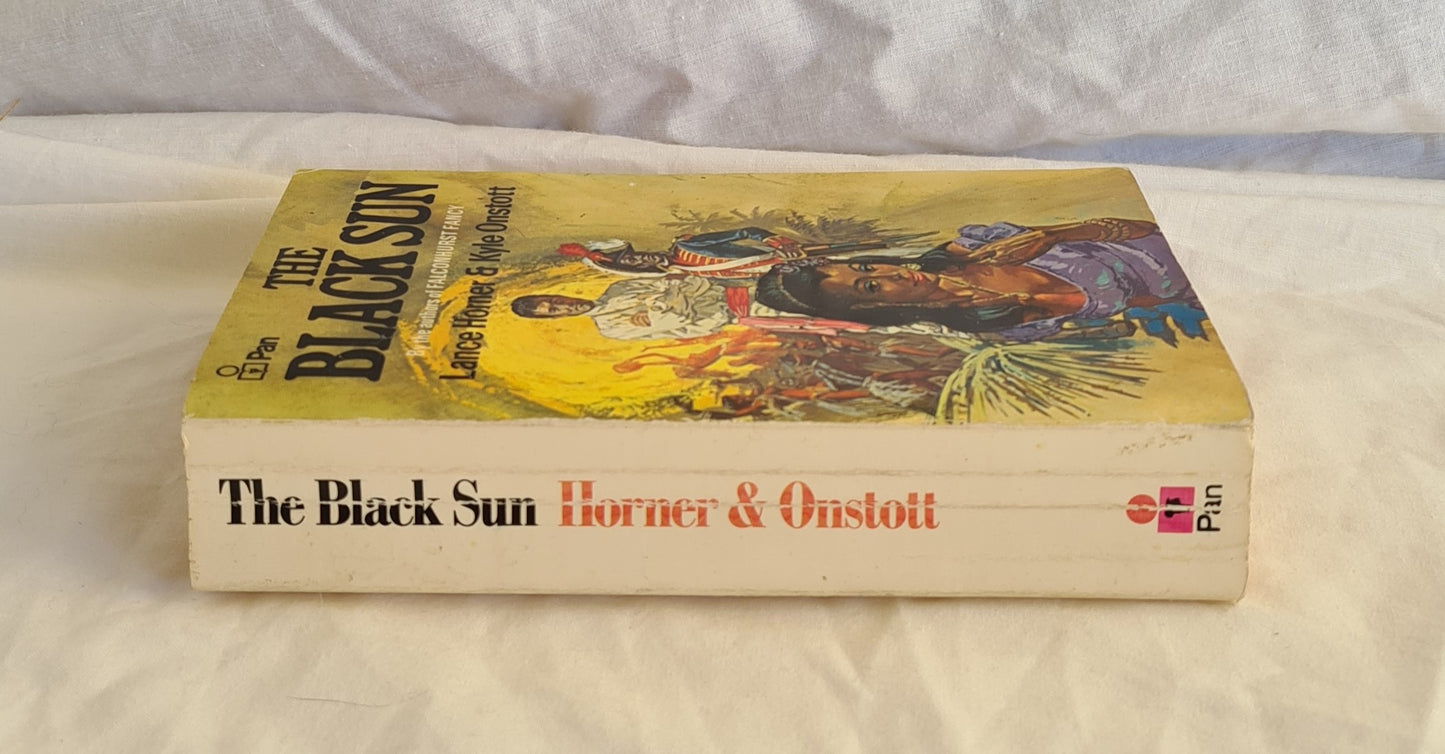 Pan
THE
BLACK SUN
By the authors of FALCONHURST FANCY
Lance Horner & Kyle Onstott
The Black Sun Horner & Onstott
Pan